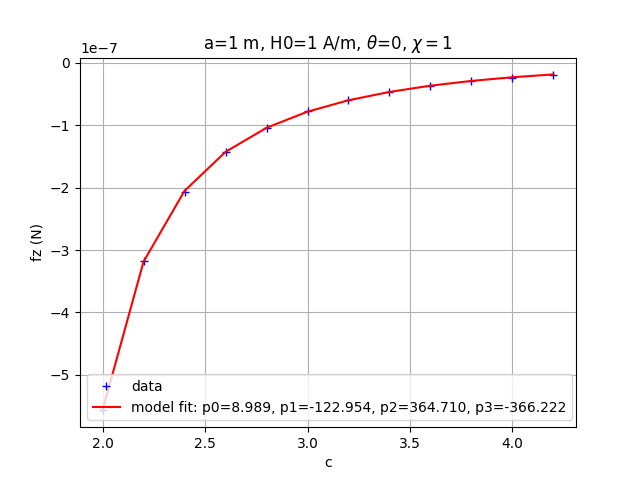 a=1 m, H0=1 A/m, θ=0, χ = 1
1e−7
0
−1
−2
−3
−4
−5
fz (N)
data
model fit: p0=8.989, p1=-122.954, p2=364.710, p3=-366.222
2.0 2.5 3.0 3.5 4.0
c